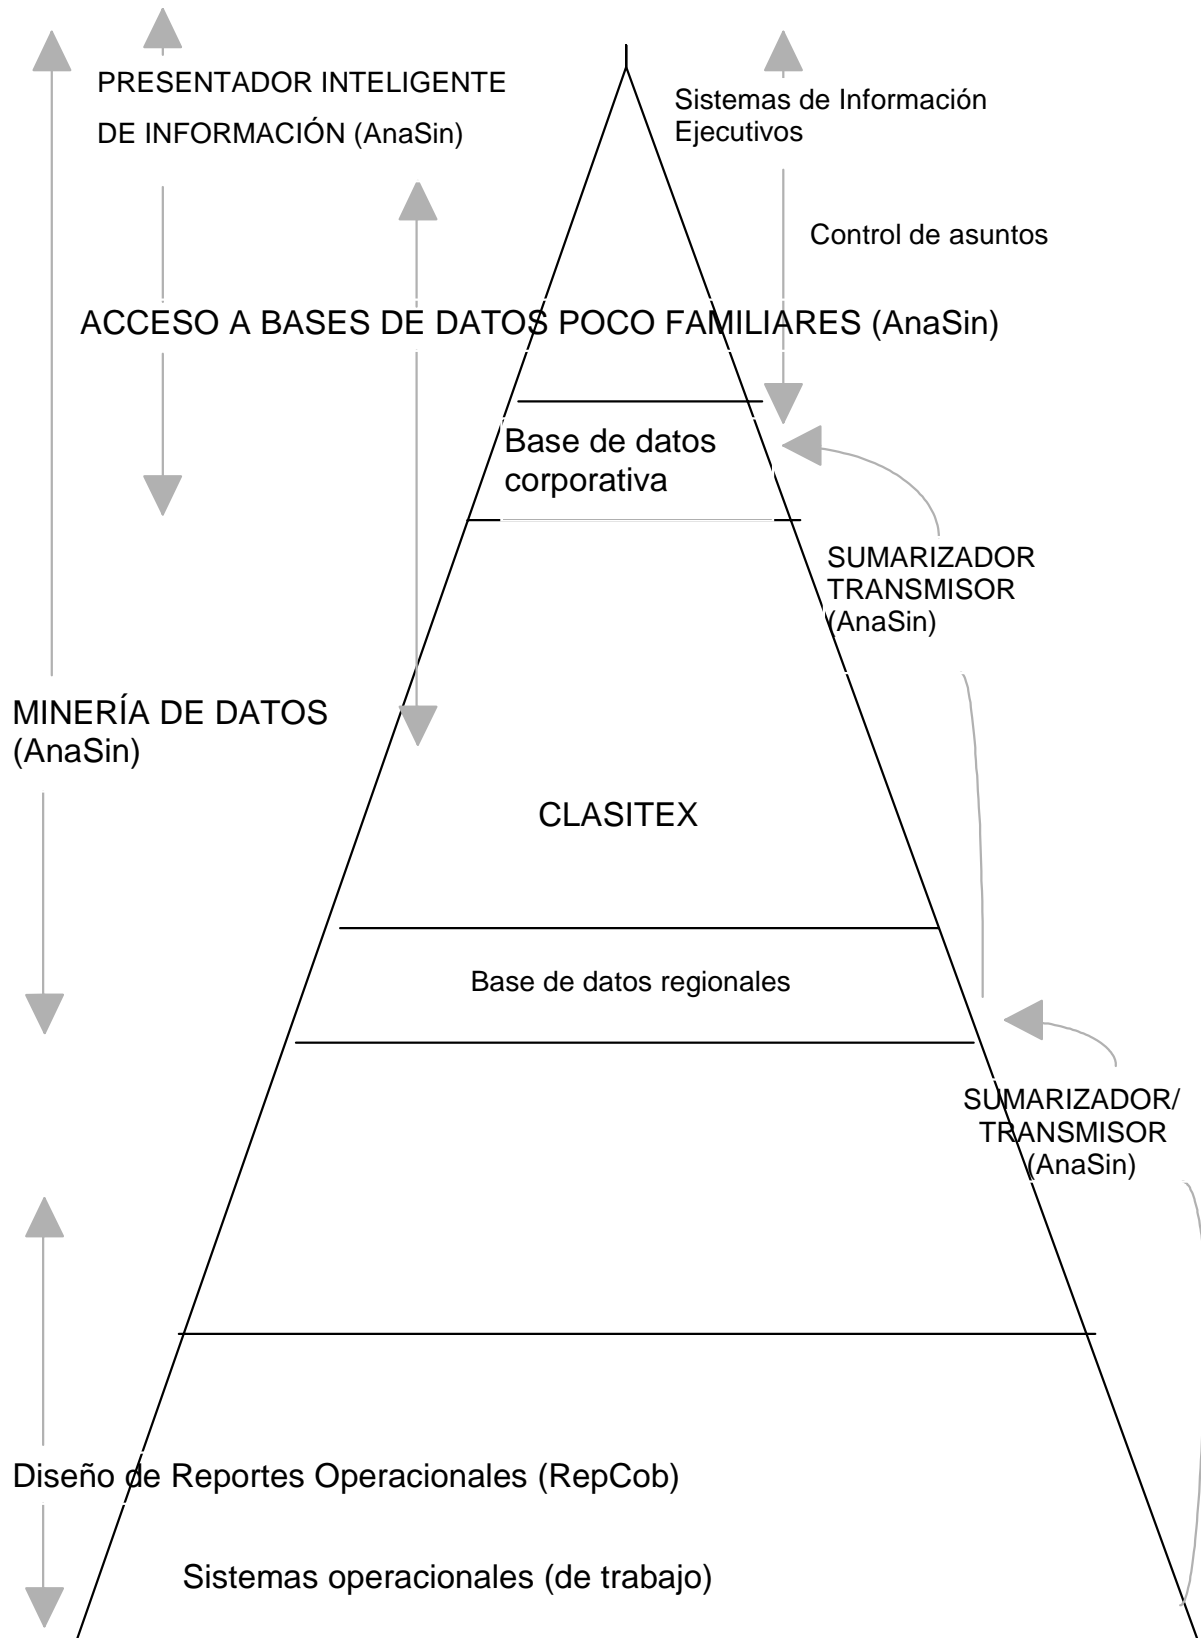 PRESENTADOR INTELIGENTE
DE INFORMACIÓN (AnaSin)
Sistemas de Información
Ejecutivos
Control de asuntos
ACCESO A BASES DE DATOS POCO FAMILIARES (AnaSin)
Base de datos
corporativa
SUMARIZADOR
TRANSMISOR
(AnaSin)
MINERÍA DE DATOS
(AnaSin)
CLASITEX
Base de datos regionales
SUMARIZADOR/
TRANSMISOR
(AnaSin)
Diseño de Reportes Operacionales (RepCob)
Sistemas operacionales (de trabajo)